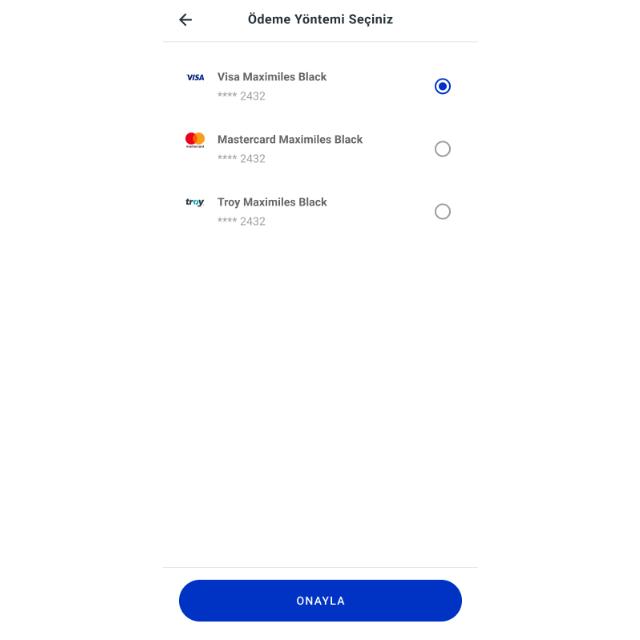 Ödeme Yöntemi Seçiniz
VISA
Visa Maximiles Black
**** 2432
mastercard
Mastercard Maximiles Black
**** 2432
troy
Troy Maximiles Black
**** 2432
ONAYLA